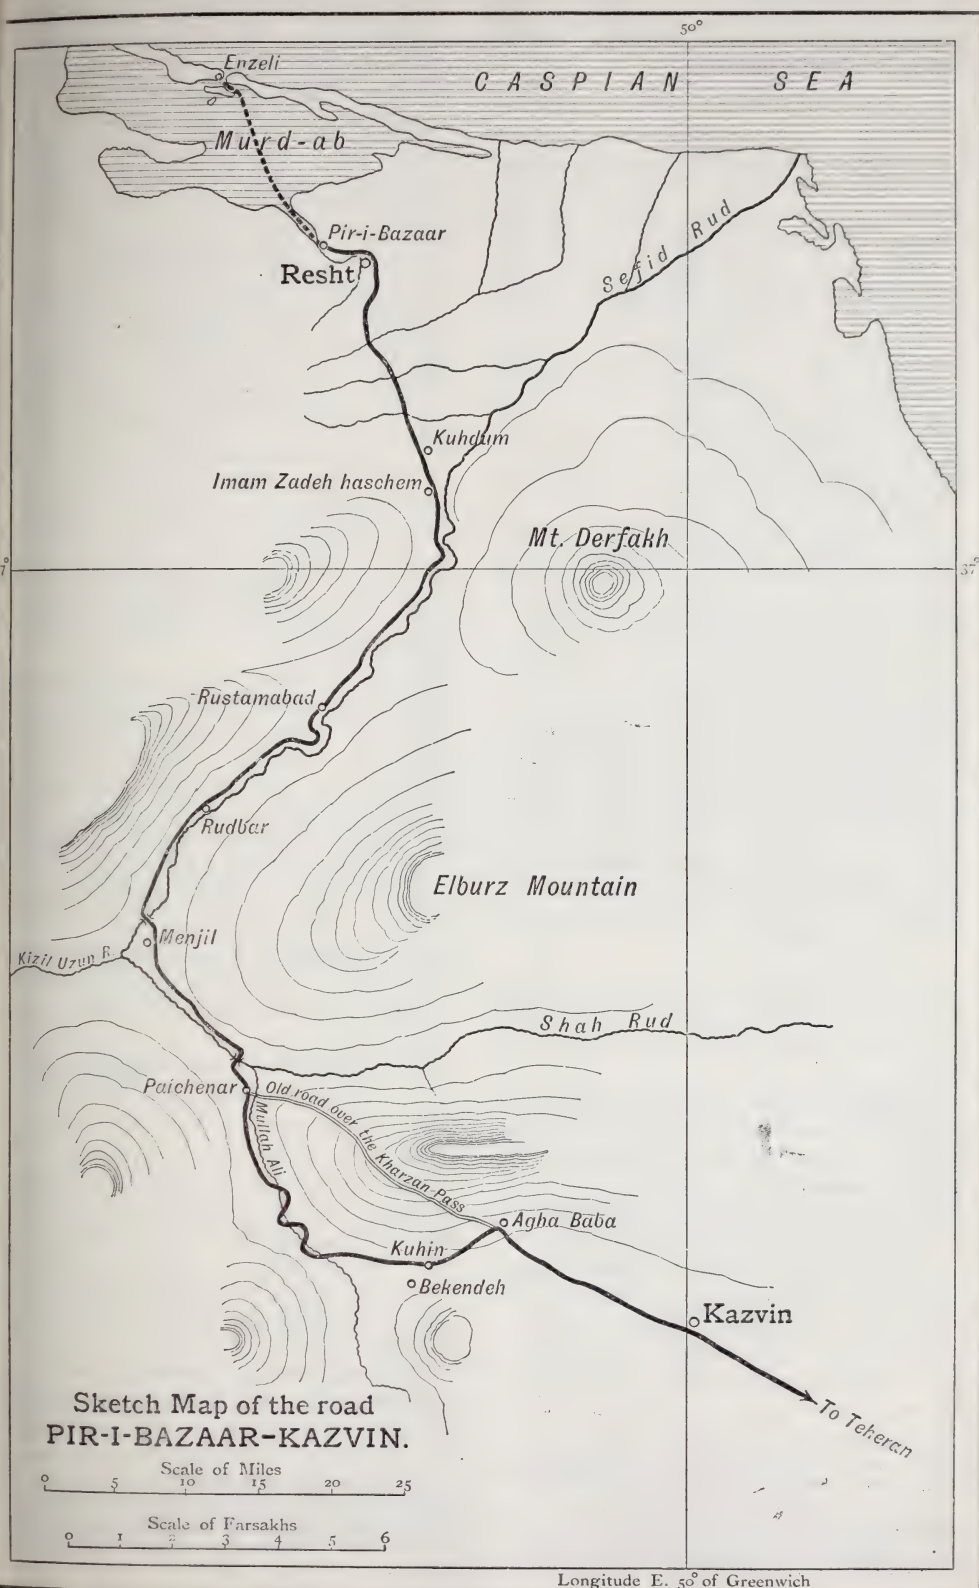 50°
Enzeli
CASPIAN SEA
Murd-ab
Pir-i-Bazaar
Resht
Sefid Rud
Kuhdum
Imam Zadeh haschem
Mt. Derfakh
7°
37°
Rustamabad
Rudbar
Elburz Mountain
Menjil
Kizil Uzun R.
Shah Rud
Paichenar
Old road over the Kharzan Pass
Mullah Ali
Agha Baba
Kuhin
Bekendeh
Kazvin
To Teheran
Sketch Map of the road
PIR-I-BAZAAR-KAZVIN.
Scale of Miles
0 5 10 15 20 25
Scale of Farsakhs
0 1 2 3 4 5 6
Longitude E. 50° of Greenwich